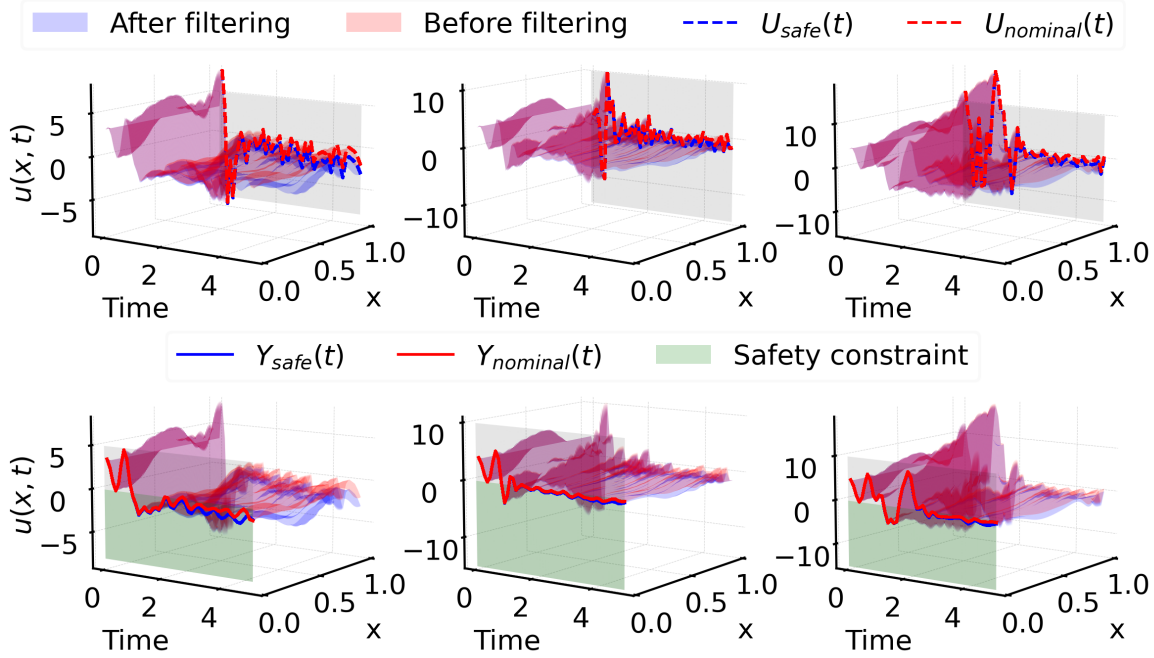 After filtering Before filtering U_safe(t) U_nominal(t)
u(x, t)
5
0
−5
0 2 4
Time
0.0 0.5 1.0
x
10
0
−10
0 2 4
Time
0.0 0.5 1.0
x
10
0
−10
0 2 4
Time
0.0 0.5 1.0
x
Y_safe(t) Y_nominal(t) Safety constraint
u(x, t)
5
0
−5
0 2 4
Time
0.0 0.5 1.0
x
10
0
−10
0 2 4
Time
0.0 0.5 1.0
x
10
0
−10
0 2 4
Time
0.0 0.5 1.0
x